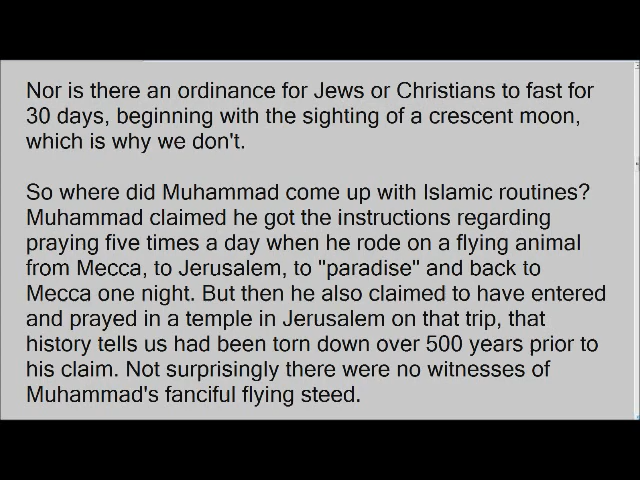 Nor is there an ordinance for Jews or Christians to fast for
30 days, beginning with the sighting of a crescent moon,
which is why we don't.
So where did Muhammad come up with Islamic routines?
Muhammad claimed he got the instructions regarding
praying five times a day when he rode on a flying animal
from Mecca, to Jerusalem, to "paradise" and back to
Mecca one night. But then he also claimed to have entered
and prayed in a temple in Jerusalem on that trip, that
history tells us had been torn down over 500 years prior to
his claim. Not surprisingly there were no witnesses of
Muhammad's fanciful flying steed.